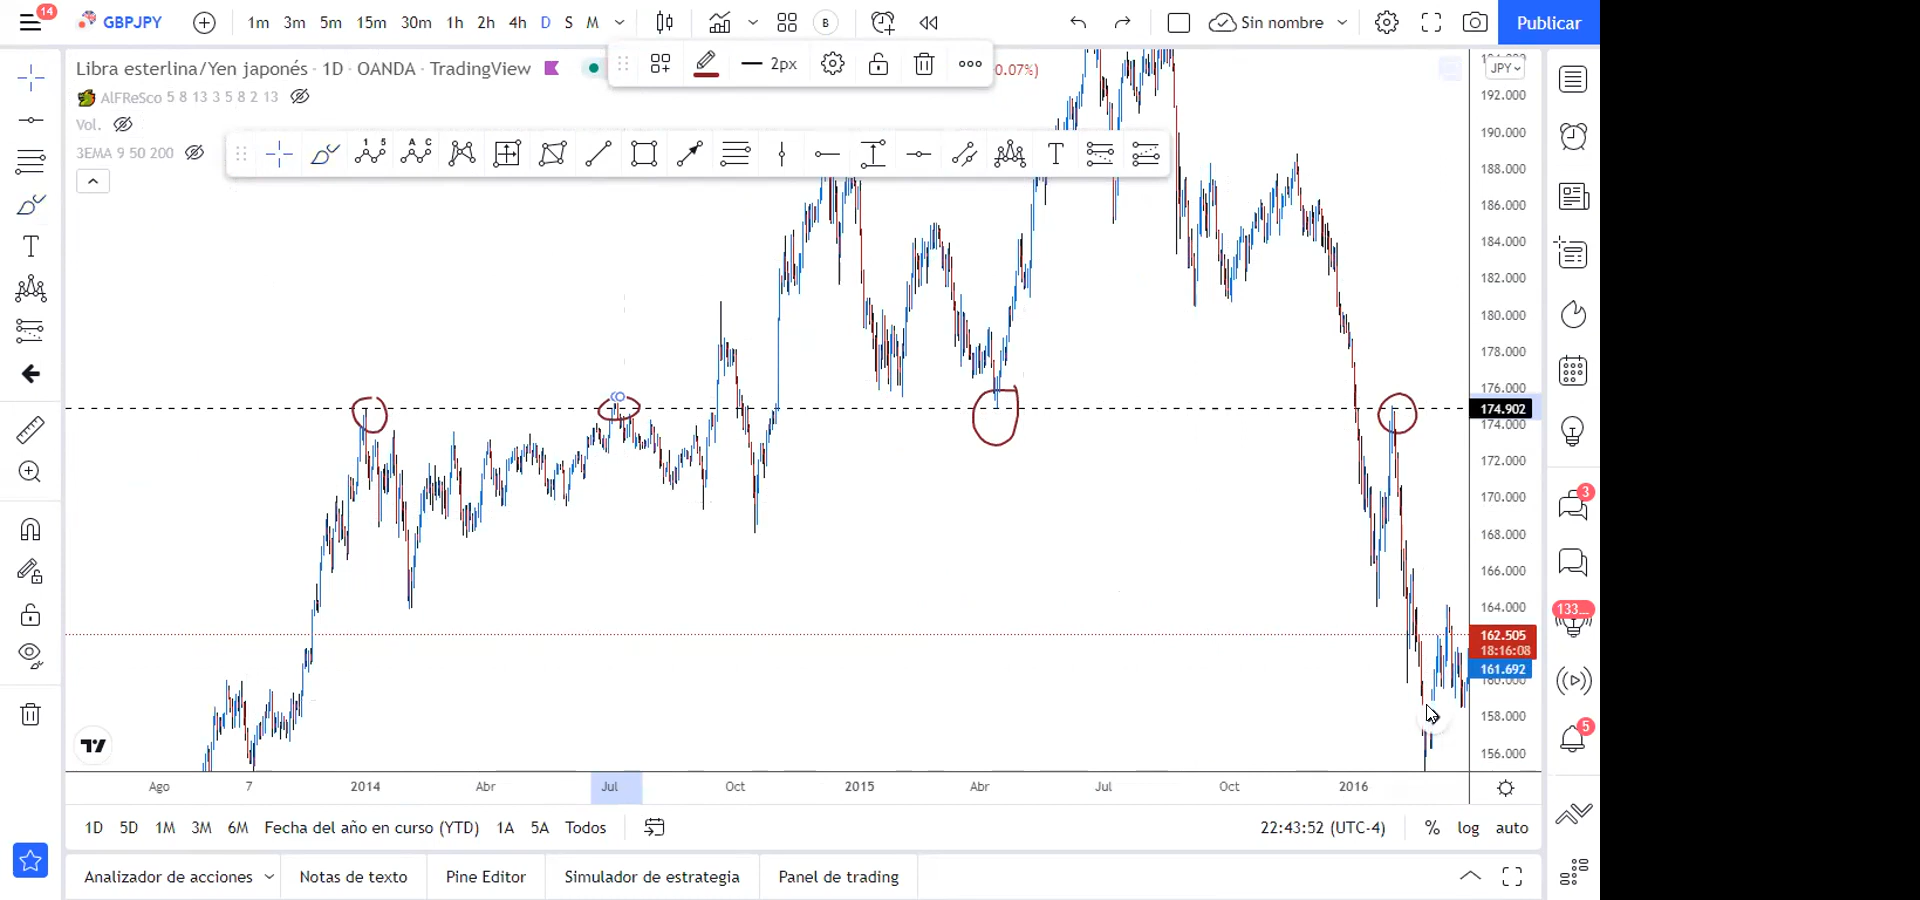 14
GBPJPY
1m 3m 5m 15m 30m 1h 2h 4h D S M
B
Sin nombre
Publicar
Libra esterlina/Yen japonés · 1D · OANDA · TradingView
2px
0.07%)
JPY
AlFReSco 5 8 13 3 5 8 2 13
Vol.
3EMA 9 50 200
1 5
A C
T
T
192.000
190.000
188.000
186.000
184.000
182.000
180.000
178.000
176.000
174.902
174.000
172.000
170.000
168.000
166.000
164.000
162.505
18:16:08
161.692
158.000
156.000
3
133...
5
Ago 7 2014 Abr Jul Oct 2015 Abr Jul Oct 2016
1D 5D 1M 3M 6M Fecha del año en curso (YTD) 1A 5A Todos
22:43:52 (UTC-4) % log auto
Analizador de acciones Notas de texto Pine Editor Simulador de estrategia Panel de trading